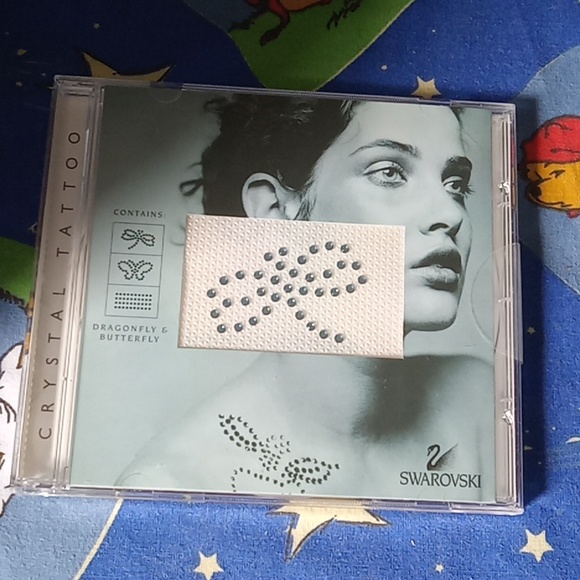 CRYSTAL TATTOO
CONTAINS:
DRAGONFLY &
BUTTERFLY
SWAROVSKI